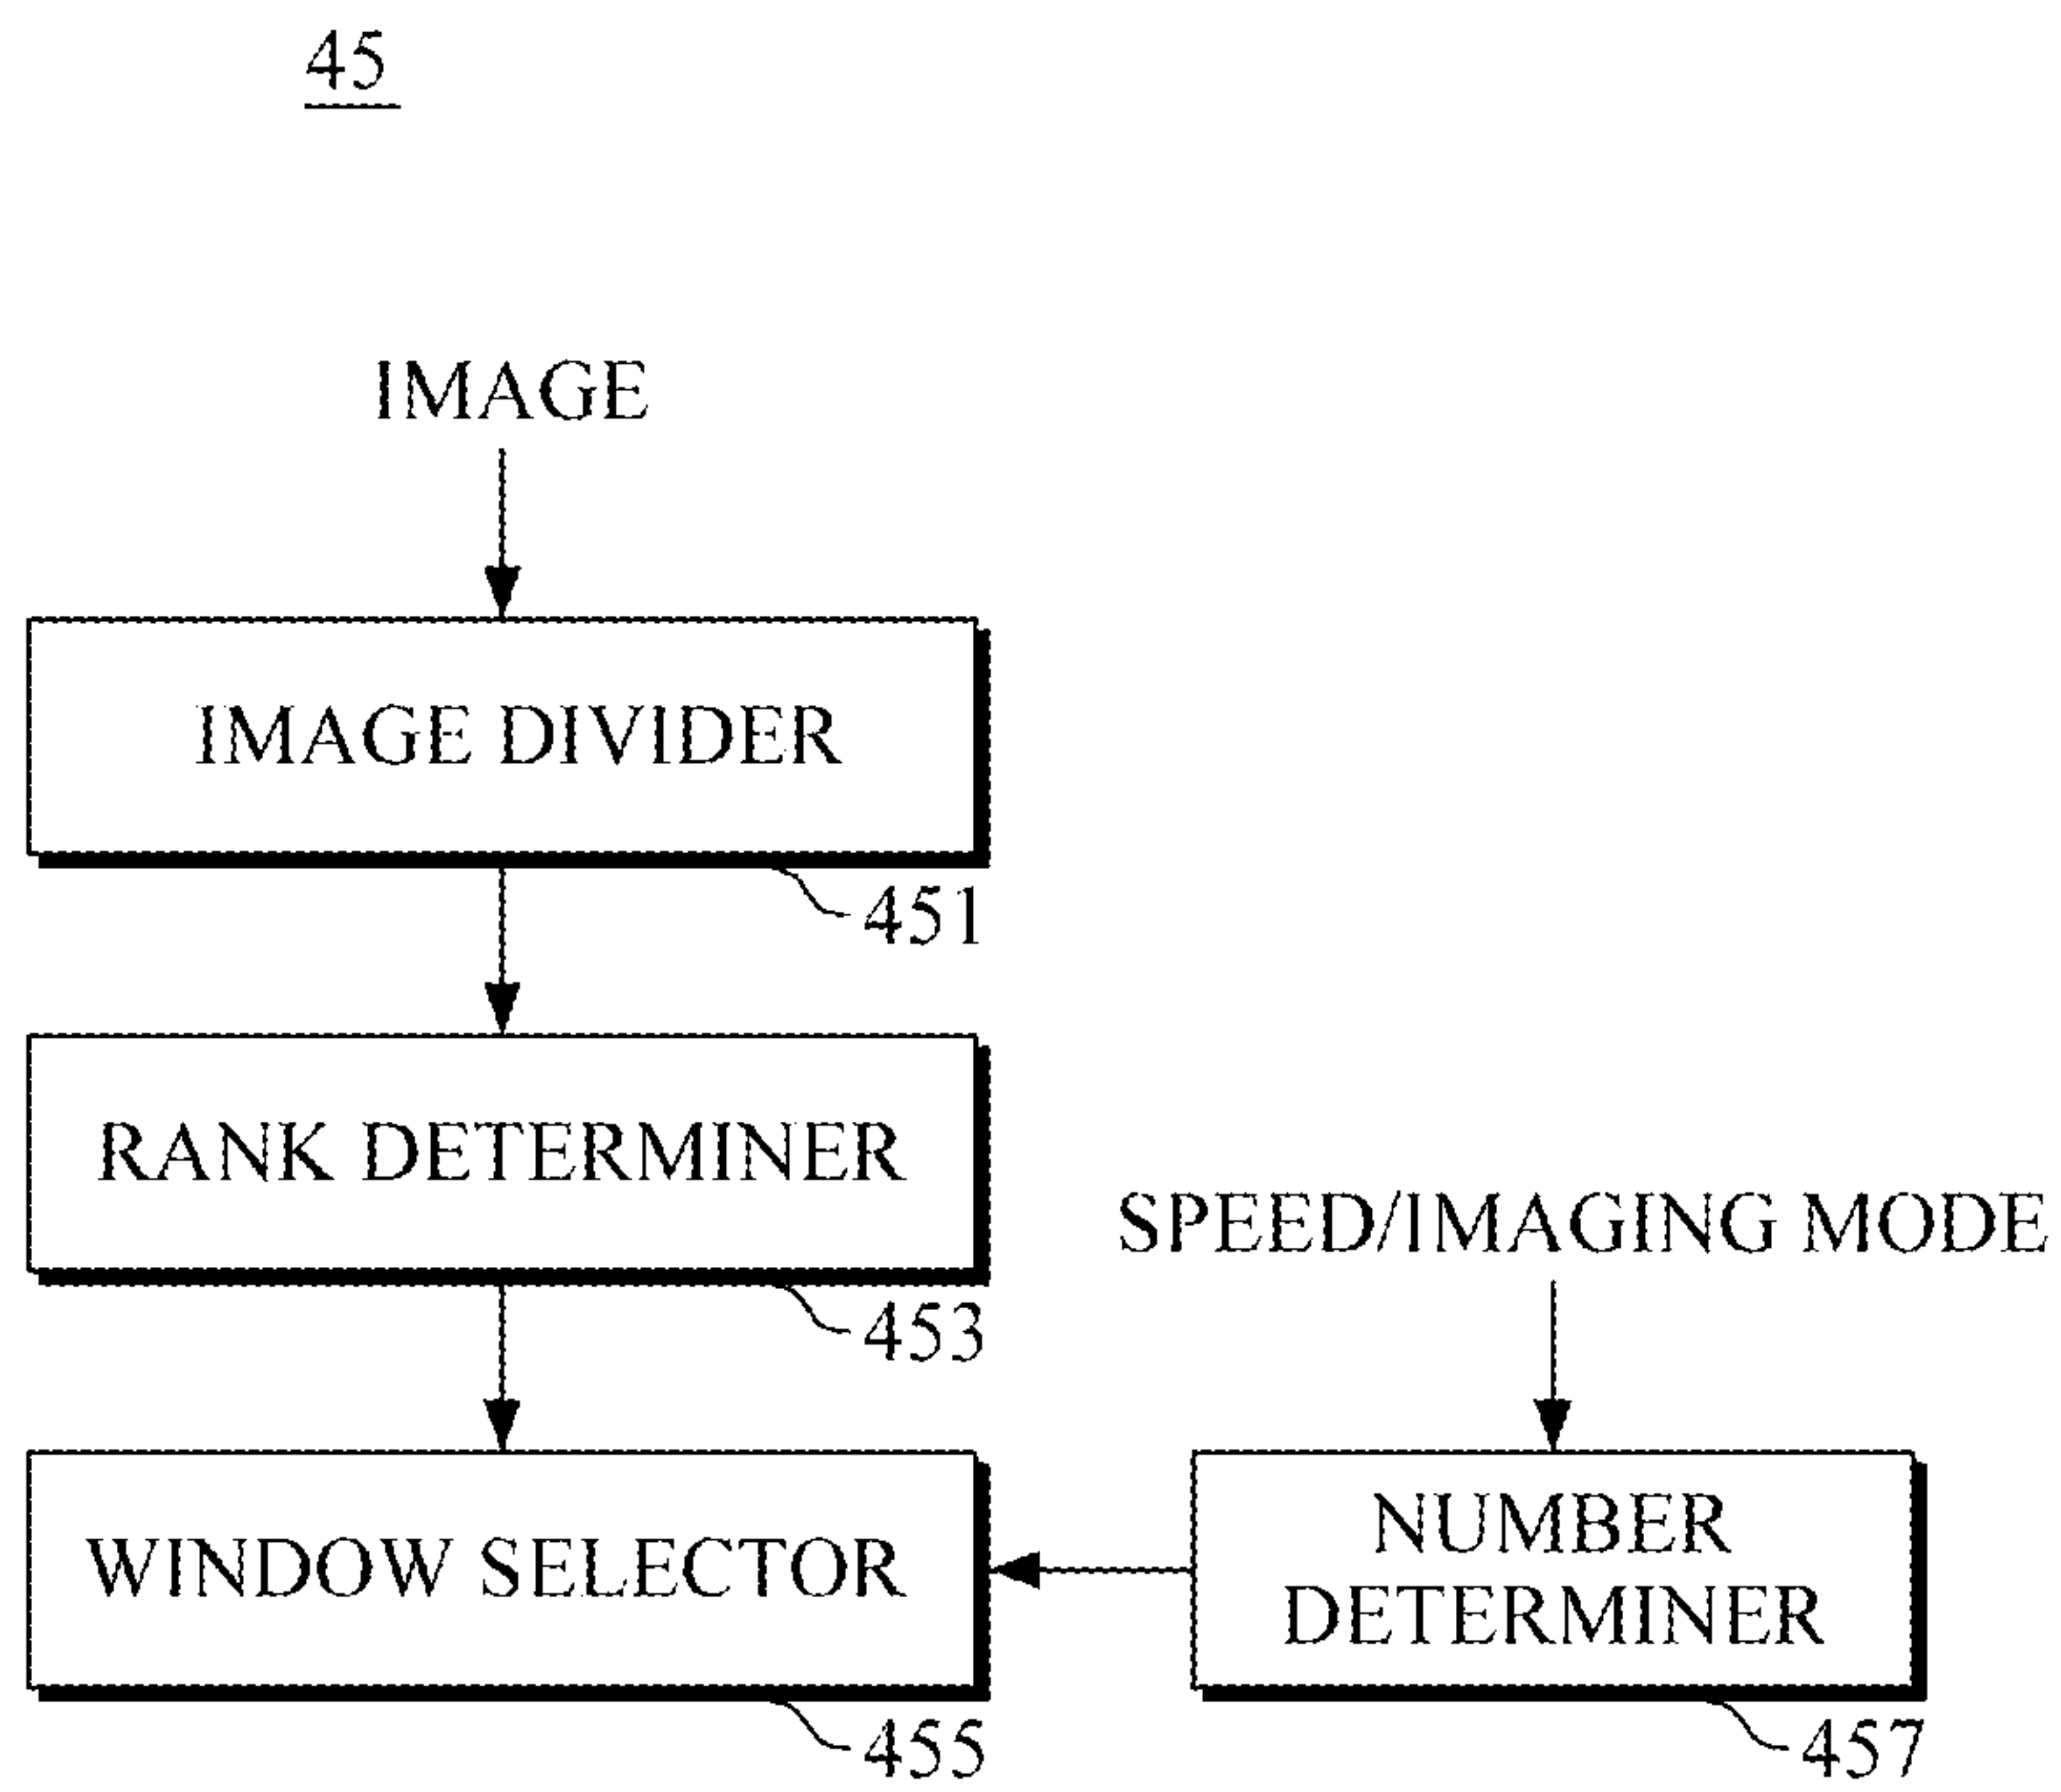 45
IMAGE
IMAGE DIVIDER
451
RANK DETERMINER
453
SPEED/IMAGING MODE
WINDOW SELECTOR
455
NUMBER
DETERMINER
457